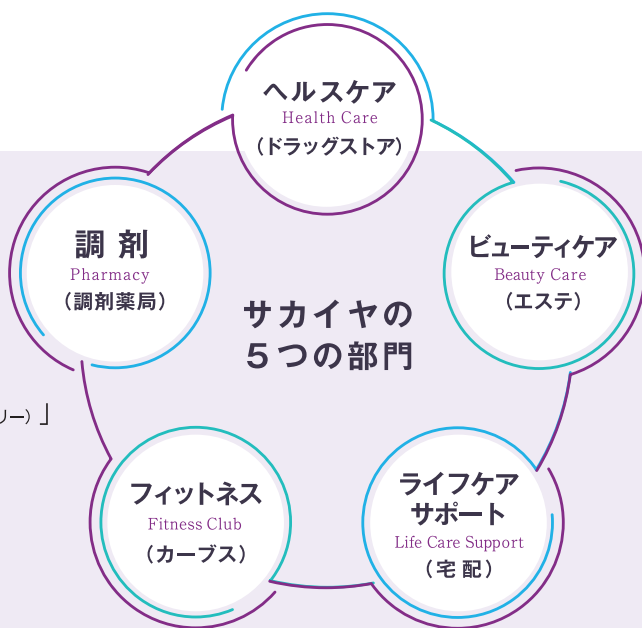 ヘルスケア
Health Care
（ドラッグストア）
調 剤
Pharmacy
（調剤薬局）
ビューティケア
Beauty Care
（エステ）
サカイヤの
５つの部門
リー）」
フィットネス
Fitness Club
（カーブス）
ライフケア
サポート
Life Care Support
（宅 配）